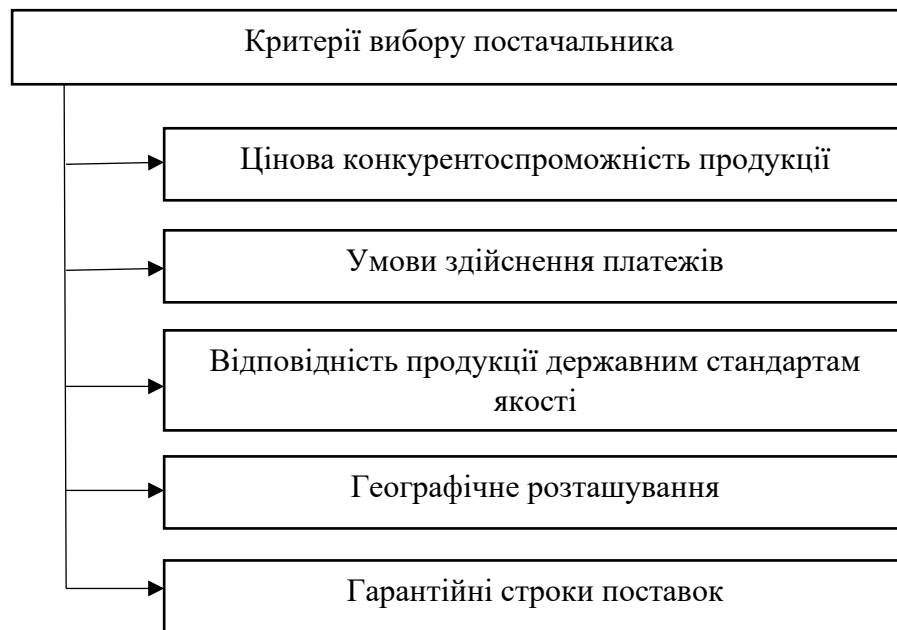 Критерії вибору постачальника
Цінова конкурентоспроможність продукції
Умови здійснення платежів
Відповідність продукції державним стандартам
якості
Географічне розташування
Гарантійні строки поставок